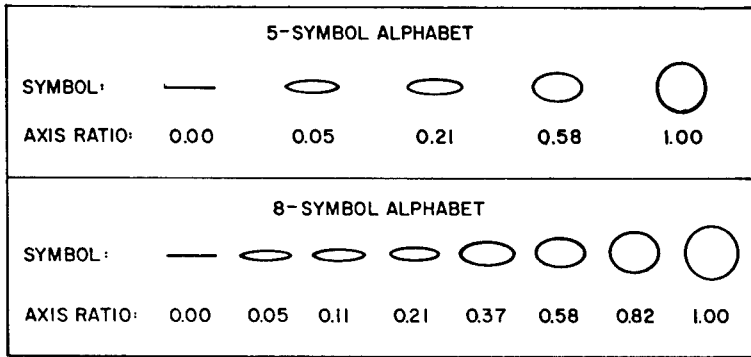 5-SYMBOL ALPHABET
SYMBOL:
AXIS RATIO: 0.00 0.05 0.21 0.58 1.00
8-SYMBOL ALPHABET
SYMBOL:
AXIS RATIO: 0.00 0.05 0.11 0.21 0.37 0.58 0.82 1.00